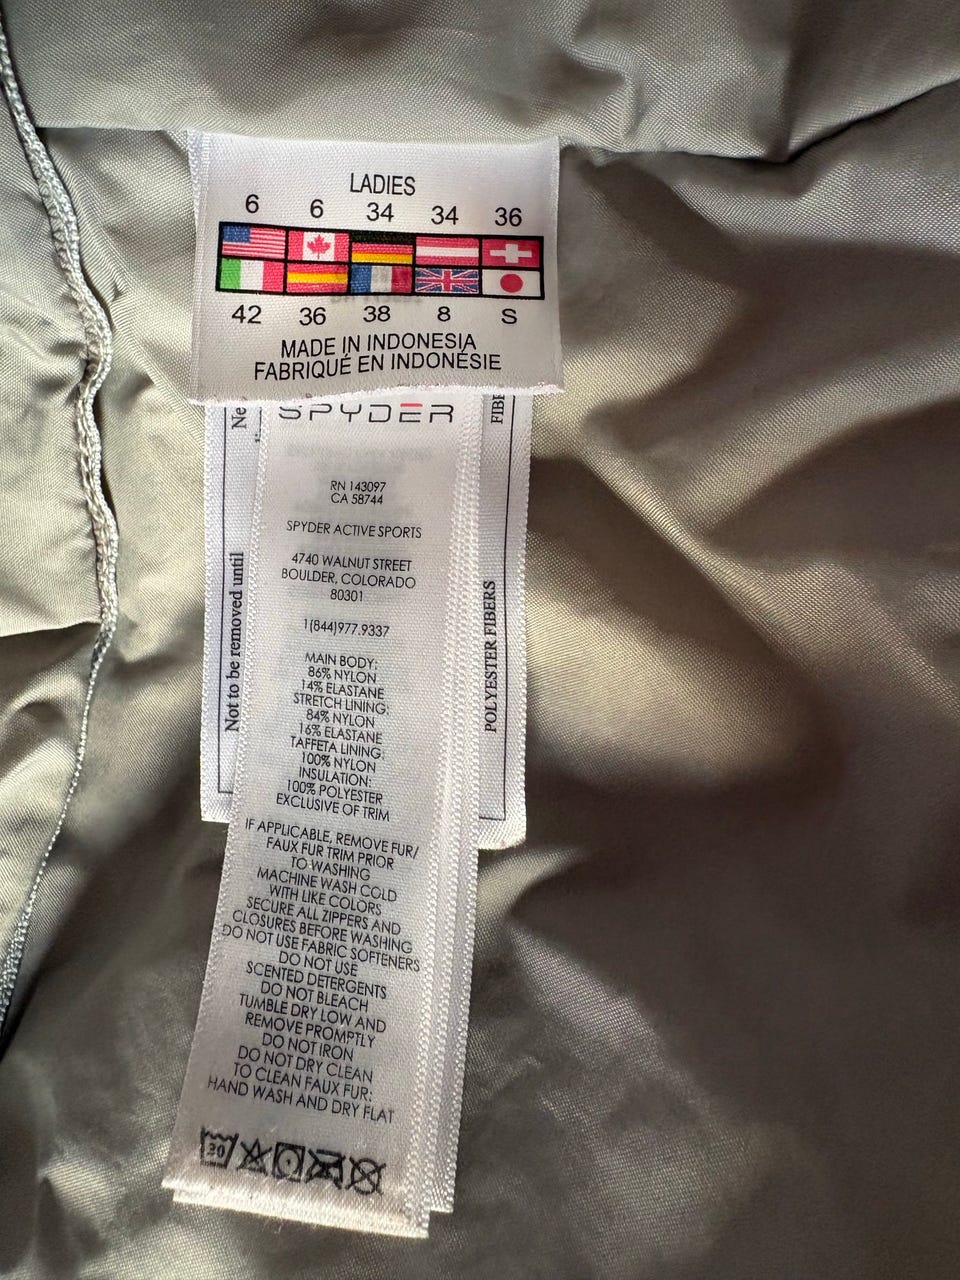 LADIES
6 6 34 34 36
42 36 38 8 S
MADE IN INDONESIA
FABRIQUÉ EN INDONÉSIE
SPYDER
RN 143097
CA 58744
SPYDER ACTIVE SPORTS
4740 WALNUT STREET
BOULDER, COLORADO
80301
1(844)977.9337
MAIN BODY:
86% NYLON
14% ELASTANE
STRETCH LINING:
84% NYLON
16% ELASTANE
TAFFETA LINING:
100% NYLON
INSULATION:
100% POLYESTER
EXCLUSIVE OF TRIM
IF APPLICABLE, REMOVE FUR/
FAUX FUR TRIM PRIOR
TO WASHING
MACHINE WASH COLD
WITH LIKE COLORS
SECURE ALL ZIPPERS AND
CLOSURES BEFORE WASHING
DO NOT USE FABRIC SOFTENERS
DO NOT USE
SCENTED DETERGENTS
DO NOT BLEACH
TUMBLE DRY LOW AND
REMOVE PROMPTLY
DO NOT IRON
DO NOT DRY CLEAN
TO CLEAN FAUX FUR:
HAND WASH AND DRY FLAT
30
Not to be removed until
POLYESTER FIBERS